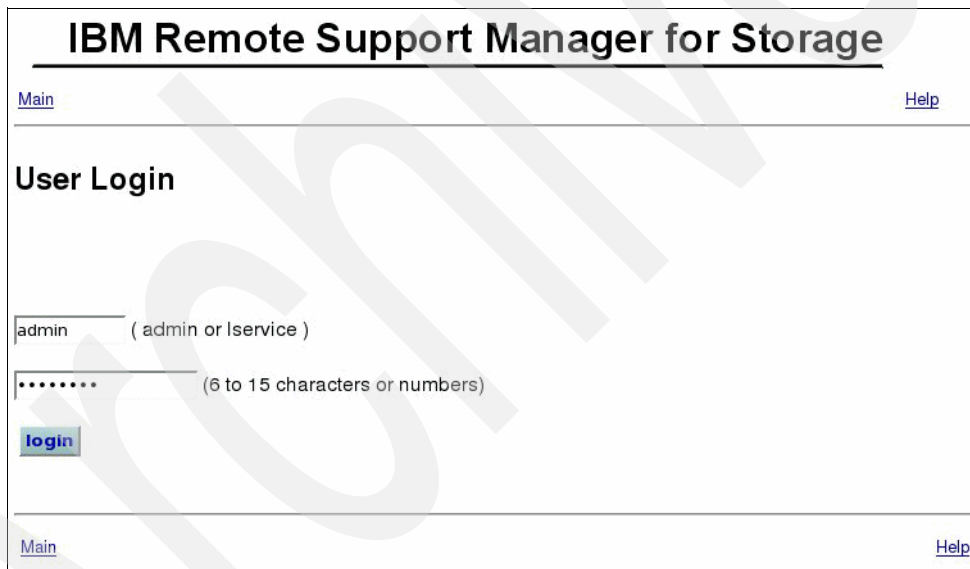 IBM Remote Support Manager for Storage
Main Help
User Login
admin ( admin or lservice )
•••••••• (6 to 15 characters or numbers)
login
Main Help